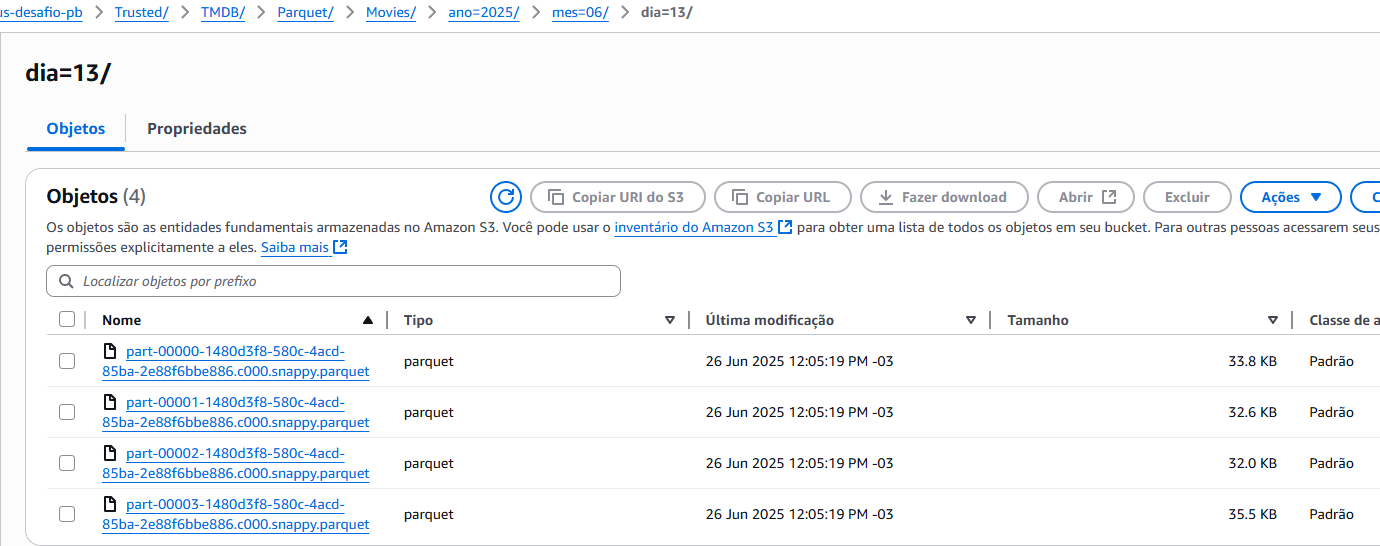 us-desafio-pb > Trusted/ > TMDB/ > Parquet/ > Movies/ > ano=2025/ > mes=06/ > dia=13/
dia=13/
Objetos Propriedades
Objetos (4) Copiar URI do S3 Copiar URL Fazer download Abrir Excluir Ações C
Os objetos são as entidades fundamentais armazenadas no Amazon S3. Você pode usar o inventário do Amazon S3 para obter uma lista de todos os objetos em seu bucket. Para outras pessoas acessarem seus
permissões explicitamente a eles. Saiba mais
Localizar objetos por prefixo
Nome Tipo Última modificação Tamanho Classe de a
part-00000-1480d3f8-580c-4acd-
85ba-2e88f6bbe886.c000.snappy.parquet parquet 26 Jun 2025 12:05:19 PM -03 33.8 KB Padrão
part-00001-1480d3f8-580c-4acd-
85ba-2e88f6bbe886.c000.snappy.parquet parquet 26 Jun 2025 12:05:19 PM -03 32.6 KB Padrão
part-00002-1480d3f8-580c-4acd-
85ba-2e88f6bbe886.c000.snappy.parquet parquet 26 Jun 2025 12:05:19 PM -03 32.0 KB Padrão
part-00003-1480d3f8-580c-4acd-
85ba-2e88f6bbe886.c000.snappy.parquet parquet 26 Jun 2025 12:05:19 PM -03 35.5 KB Padrão